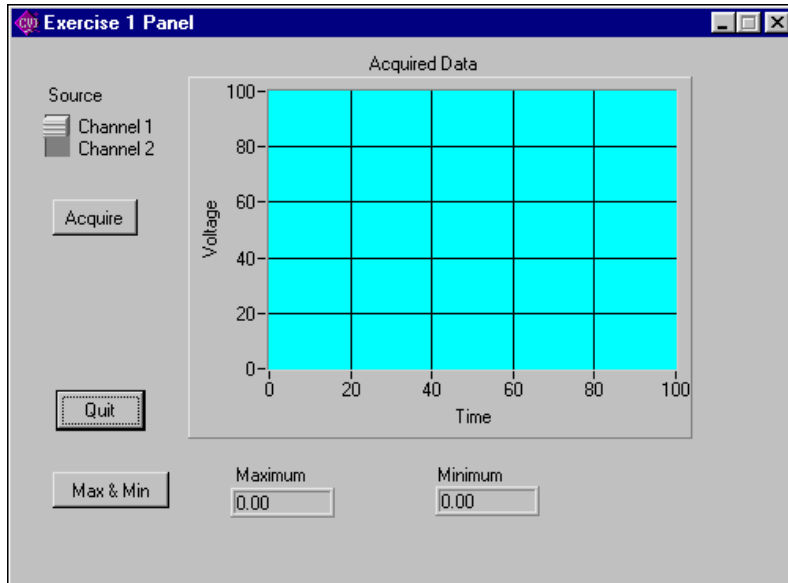 CVI Exercise 1 Panel
Source
Channel 1
Channel 2
Acquire
Quit
Max & Min
Acquired Data
Voltage
100
80
60
40
20
0
0 20 40 60 80 100
Time
Maximum
0.00
Minimum
0.00